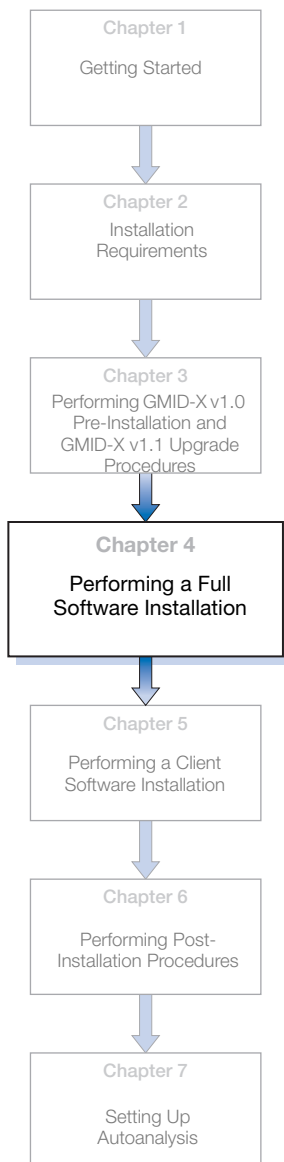 Chapter 1
Getting Started
Chapter 2
Installation
Requirements
Chapter 3
Performing GMID-X v1.0
Pre-Installation and
GMID-X v1.1 Upgrade
Procedures
Chapter 4
Performing a Full
Software Installation
Chapter 5
Performing a Client
Software Installation
Chapter 6
Performing Post-
Installation Procedures
Chapter 7
Setting Up
Autoanalysis